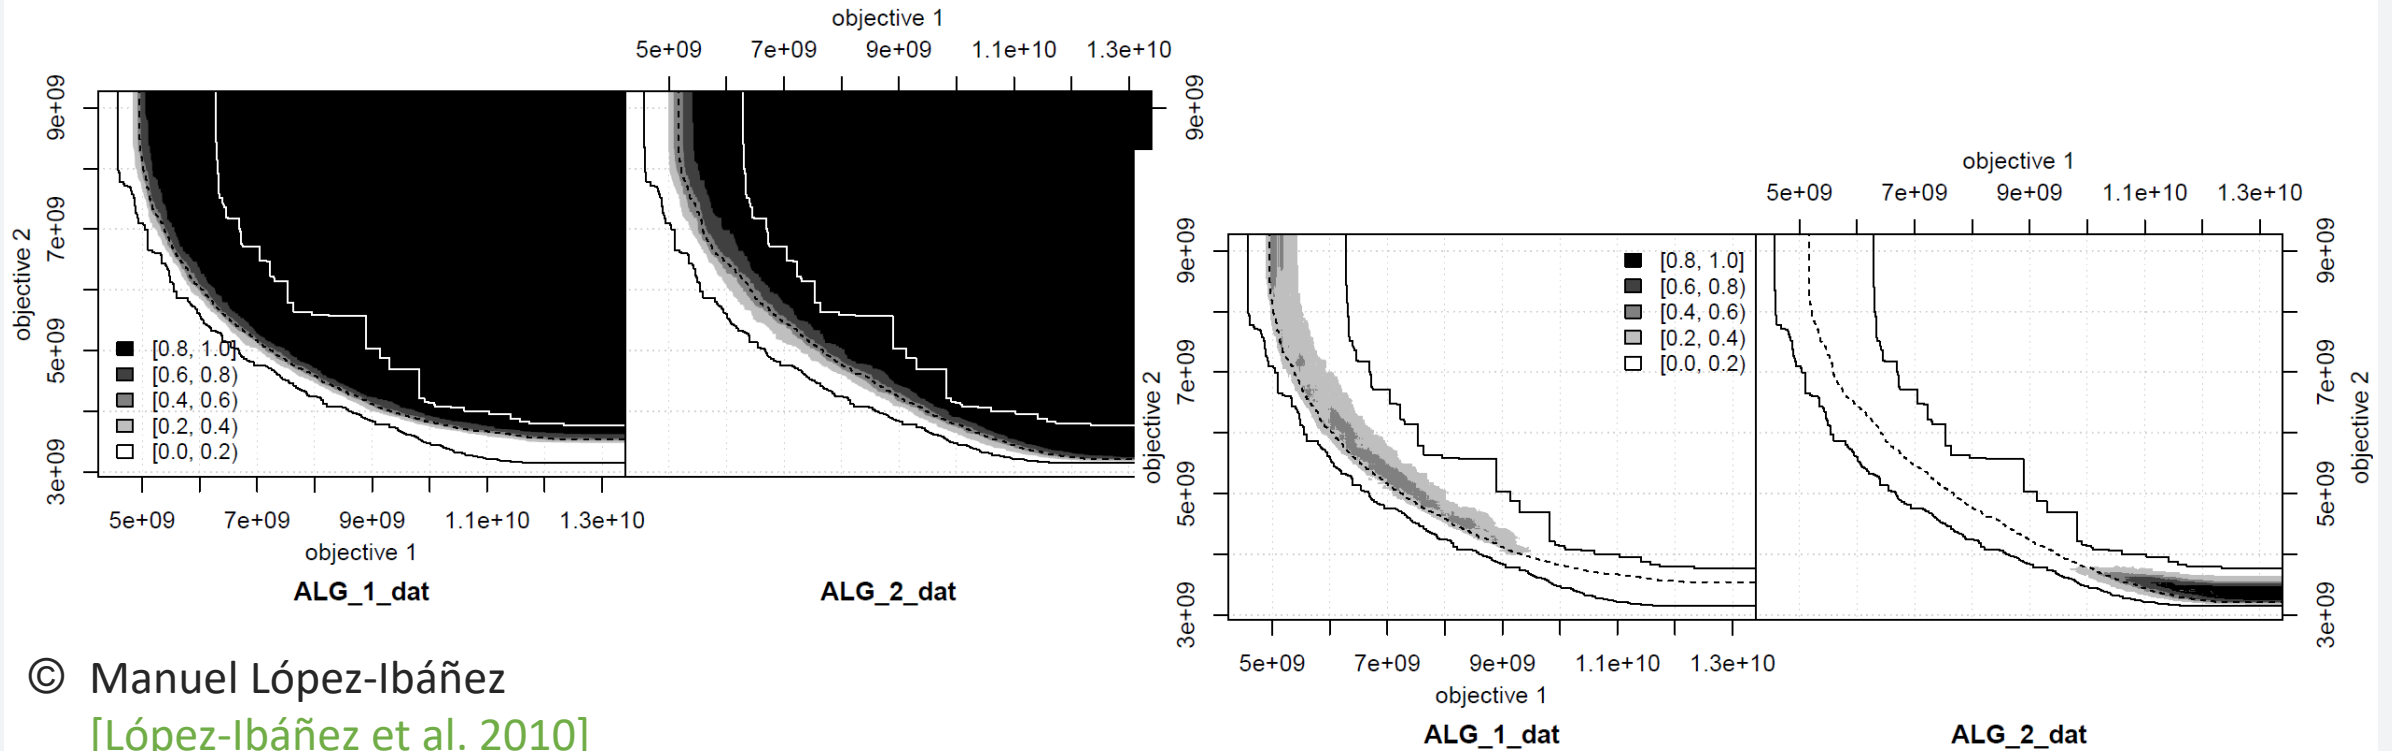 objective 1
5e+09 7e+09 9e+09 1.1e+10 1.3e+10
objective 2
9e+09
7e+09
5e+09
3e+09
[0.8, 1.0]
[0.6, 0.8)
[0.4, 0.6)
[0.2, 0.4)
[0.0, 0.2)
5e+09 7e+09 9e+09 1.1e+10 1.3e+10
objective 1
ALG_1_dat
ALG_2_dat
9e+09
objective 2
objective 1
5e+09 7e+09 9e+09 1.1e+10 1.3e+10
9e+09
7e+09
5e+09
3e+09
[0.8, 1.0]
[0.6, 0.8)
[0.4, 0.6)
[0.2, 0.4)
[0.0, 0.2)
9e+09
7e+09
5e+09
3e+09
objective 2
5e+09 7e+09 9e+09 1.1e+10 1.3e+10
objective 1
ALG_1_dat
ALG_2_dat
© Manuel López-Ibáñez
[López-Ibáñez et al. 2010]